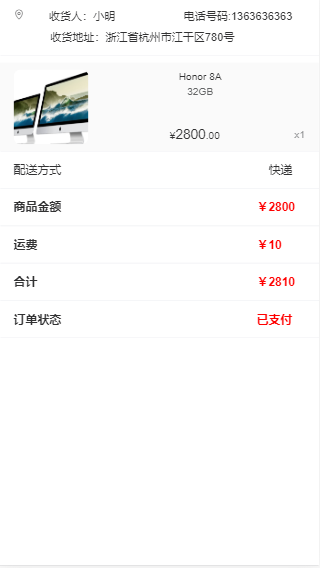 收货人：小明 电话号码:1363636363
收货地址：浙江省杭州市江干区780号
Honor 8A
32GB
¥2800.00 x1
配送方式 快递
商品金额 ￥2800
运费 ￥10
合计 ￥2810
订单状态 已支付